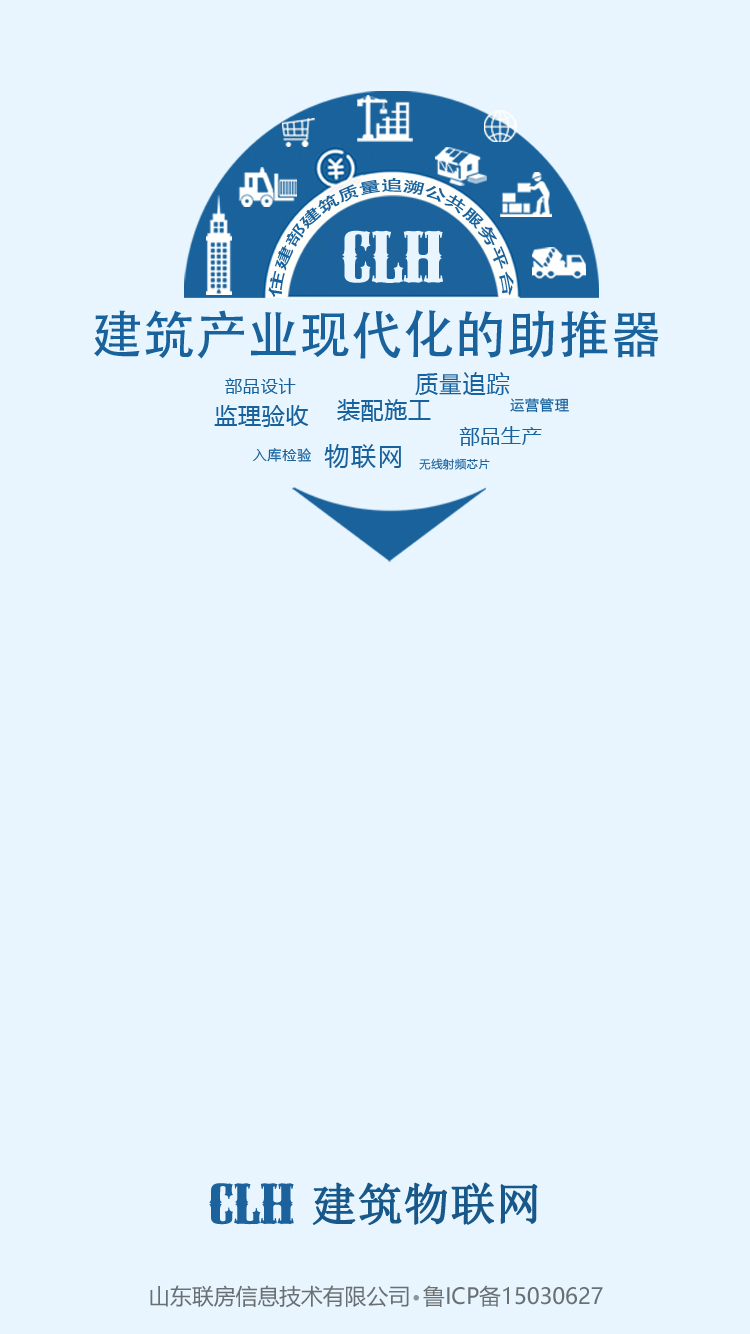 住建部建筑质量追溯公共服务平台
CLH
建筑产业现代化的助推器
部品设计
质量追踪
监理验收
装配施工
运营管理
部品生产
入库检验
物联网
无线射频芯片
CLH 建筑物联网
山东联房信息技术有限公司•鲁ICP备15030627